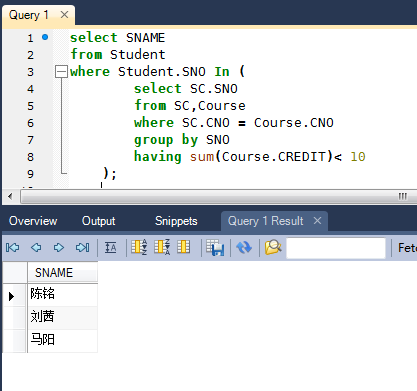 Query 1
1 select SNAME
2 from Student
3 where Student.SNO In (
4 select SC.SNO
5 from SC,Course
6 where SC.CNO = Course.CNO
7 group by SNO
8 having sum(Course.CREDIT)< 10
9 );
Overview Output Snippets Query 1 Result
Fet
SNAME
陈铭
刘茜
马阳